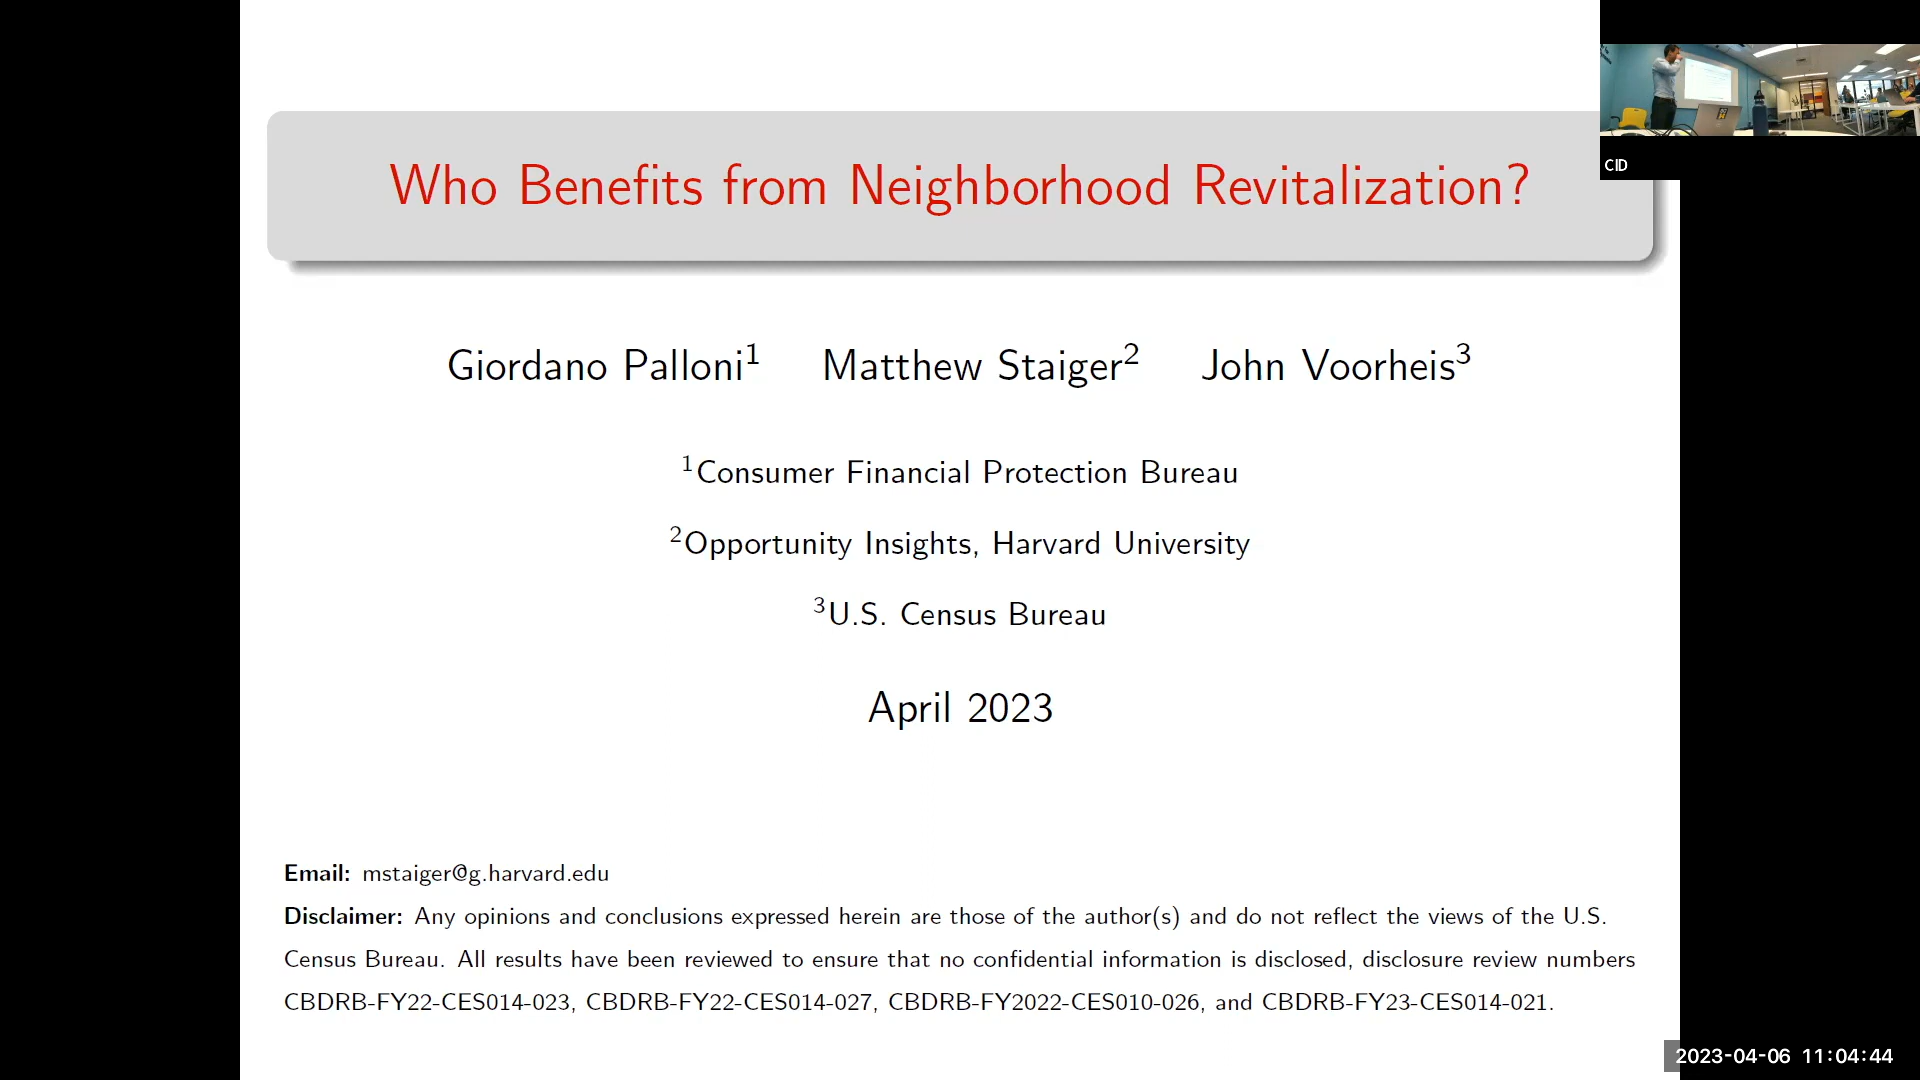 Who Benefits from Neighborhood Revitalization?
CID
Giordano Palloni1 Matthew Staiger2 John Voorheis3
1Consumer Financial Protection Bureau
2Opportunity Insights, Harvard University
3U.S. Census Bureau
April 2023
Email: mstaiger@g.harvard.edu
Disclaimer: Any opinions and conclusions expressed herein are those of the author(s) and do not reflect the views of the U.S.
Census Bureau. All results have been reviewed to ensure that no confidential information is disclosed, disclosure review numbers
CBDRB-FY22-CES014-023, CBDRB-FY22-CES014-027, CBDRB-FY2022-CES010-026, and CBDRB-FY23-CES014-021.
2023-04-06 11:04:44